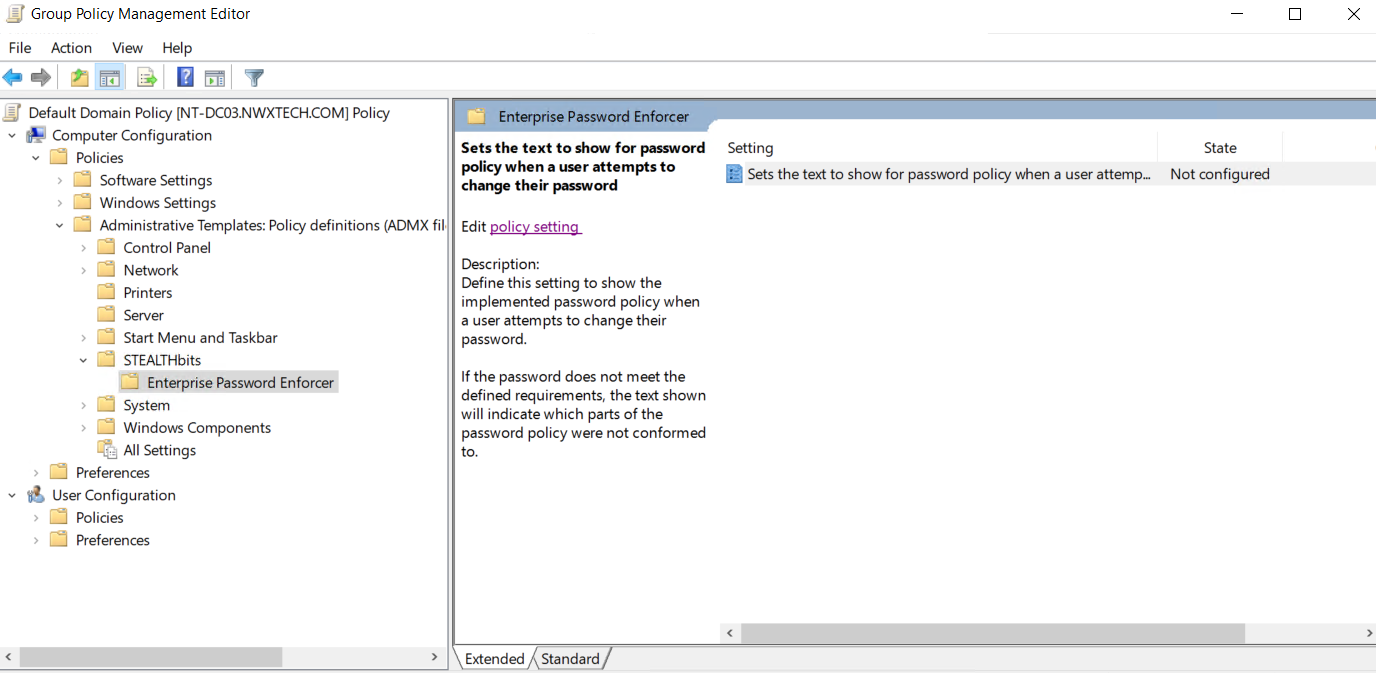 Group Policy Management Editor
File Action View Help
Default Domain Policy [NT-DC03.NWXTECH.COM] Policy
Computer Configuration
Policies
Software Settings
Windows Settings
Administrative Templates: Policy definitions (ADMX fil
Control Panel
Network
Printers
Server
Start Menu and Taskbar
STEALTHbits
Enterprise Password Enforcer
System
Windows Components
All Settings
Preferences
User Configuration
Policies
Preferences
Enterprise Password Enforcer
Sets the text to show for password
policy when a user attempts to
change their password
Edit policy setting
Description:
Define this setting to show the
implemented password policy when
a user attempts to change their
password.
If the password does not meet the
defined requirements, the text shown
will indicate which parts of the
password policy were not conformed
to.
Setting State
Sets the text to show for password policy when a user attemp... Not configured
Extended Standard